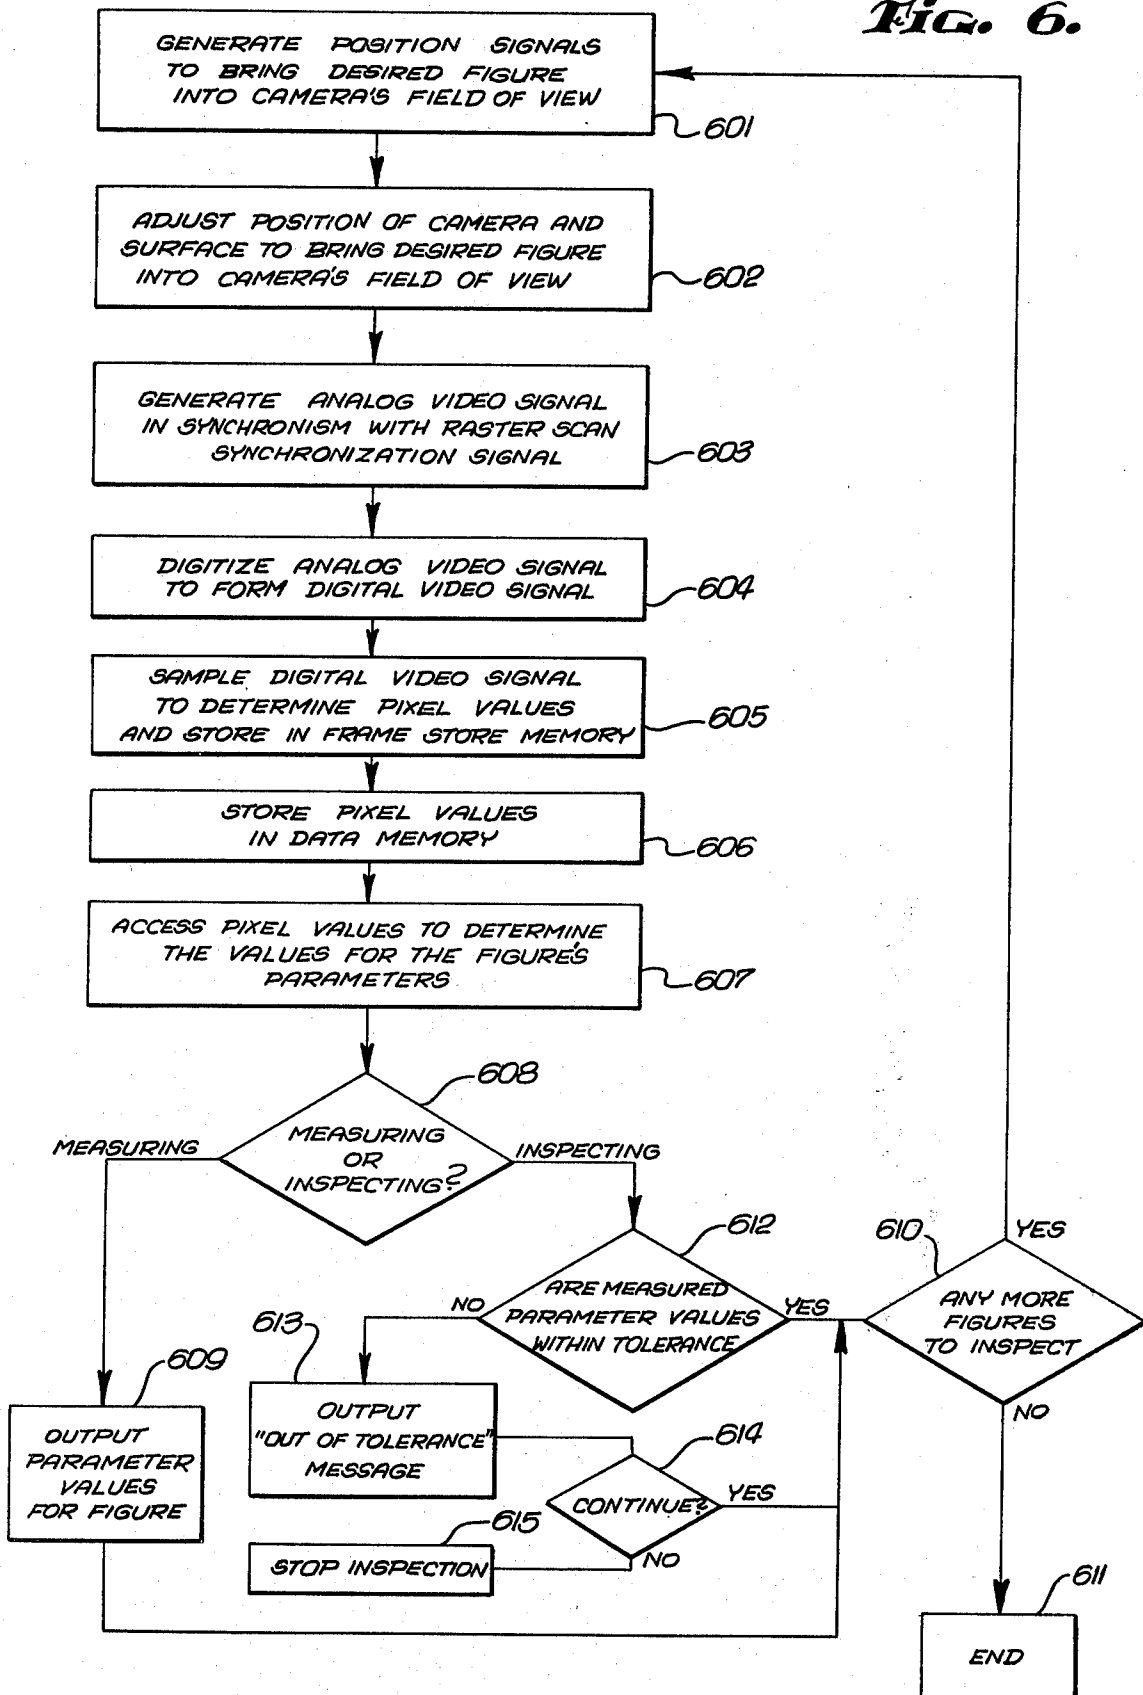 Fig. 6.
GENERATE POSITION SIGNALS
TO BRING DESIRED FIGURE
INTO CAMERA'S FIELD OF VIEW
601
ADJUST POSITION OF CAMERA AND
SURFACE TO BRING DESIRED FIGURE
INTO CAMERA'S FIELD OF VIEW
602
GENERATE ANALOG VIDEO SIGNAL
IN SYNCHRONISM WITH RASTER SCAN
SYNCHRONIZATION SIGNAL
603
DIGITIZE ANALOG VIDEO SIGNAL
TO FORM DIGITAL VIDEO SIGNAL
604
SAMPLE DIGITAL VIDEO SIGNAL
TO DETERMINE PIXEL VALUES
AND STORE IN FRAME STORE MEMORY
605
STORE PIXEL VALUES
IN DATA MEMORY
606
ACCESS PIXEL VALUES TO DETERMINE
THE VALUES FOR THE FIGURE'S
PARAMETERS
607
608
MEASURING
MEASURING
OR
INSPECTING?
INSPECTING
612
ARE MEASURED
PARAMETER VALUES
WITHIN TOLERANCE
NO
YES
610
YES
ANY MORE
FIGURES
TO INSPECT
NO
613
OUTPUT
"OUT OF TOLERANCE"
MESSAGE
609
OUTPUT
PARAMETER
VALUES
FOR FIGURE
614
CONTINUE?
YES
NO
615
STOP INSPECTION
611
END